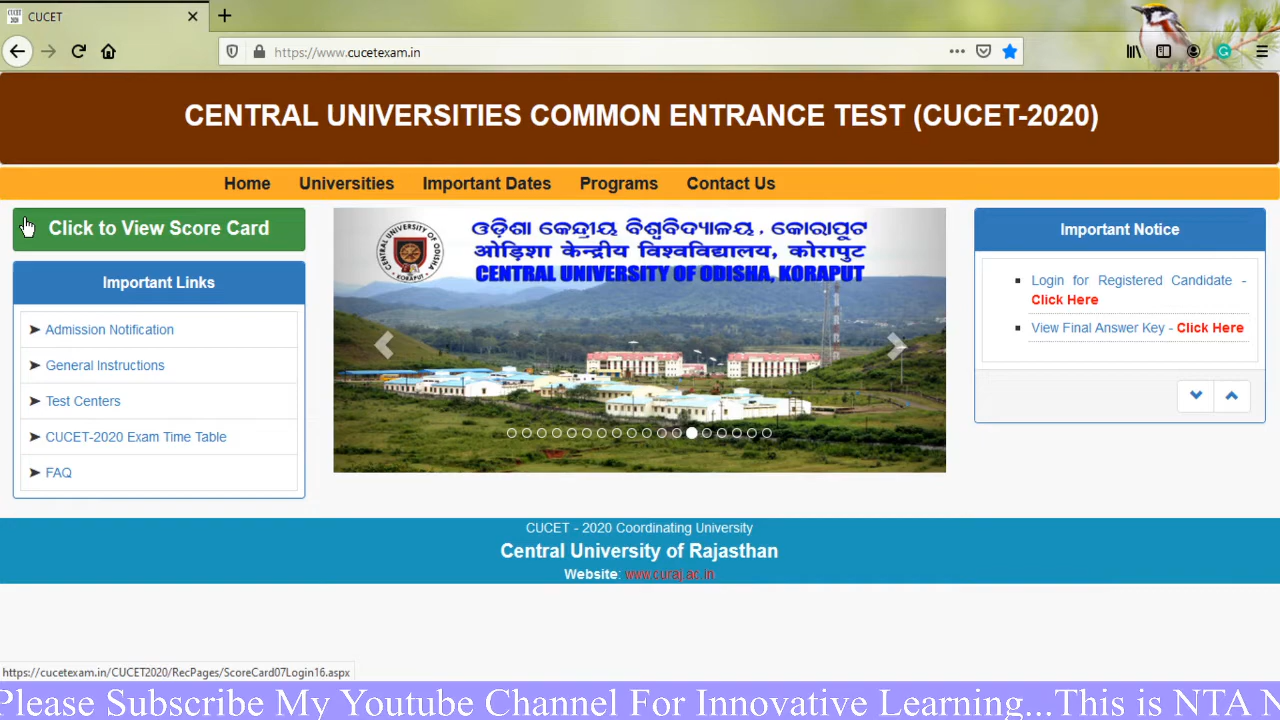 CUCET
https://www.cucetexam.in
CENTRAL UNIVERSITIES COMMON ENTRANCE TEST (CUCET-2020)
Home Universities Important Dates Programs Contact Us
Click to View Score Card
Important Links
➤ Admission Notification
➤ General Instructions
➤ Test Centers
➤ CUCET-2020 Exam Time Table
➤ FAQ
ଓଡ଼ିଶା କେନ୍ଦ୍ରୀୟ ବିଶ୍ୱବିଦ୍ୟାଳୟ, କୋରାପୁଟ
ओड़िशा केन्द्रीय विश्वविद्यालय, कोरापुट
CENTRAL UNIVERSITY OF ODISHA, KORAPUT
Important Notice
Login for Registered Candidate -
Click Here
View Final Answer Key - Click Here
CUCET - 2020 Coordinating University
Central University of Rajasthan
Website: www.curaj.ac.in
https://cucetexam.in/CUCET2020/RecPages/ScoreCard07Login16.aspx
Please Subscribe My Youtube Channel For Innovative Learning...This is NTA N